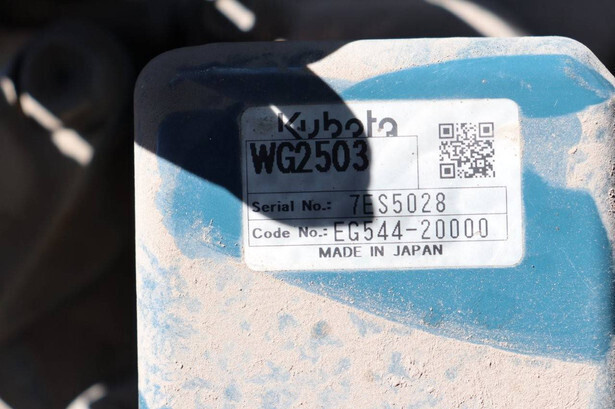 Kubota
WG2503
Serial No.: 7ES5028
Code No.: EG544-20000
MADE IN JAPAN